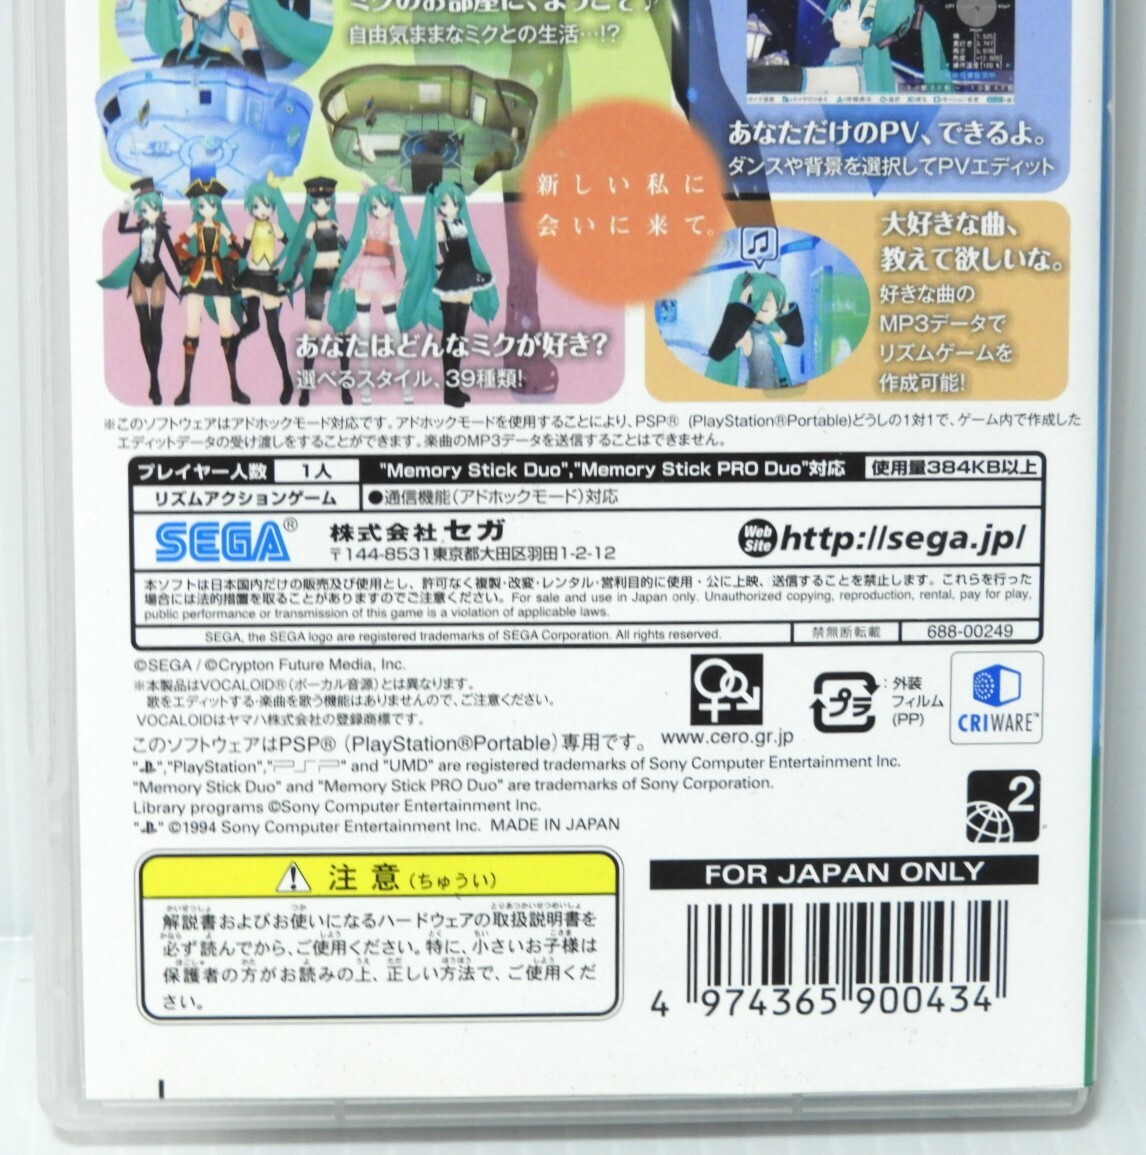 ミクのお部屋に、ようこそ♪
自由気ままなミクとの生活…!?
あなただけのPV、できるよ。
ダンスや背景を選択してPVエディット
新しい私に
会いに来て。
大好きな曲、
教えて欲しいな。
好きな曲の
MP3データで
リズムゲームを
作成可能!
あなたはどんなミクが好き?
選べるスタイル、39種類!
※このソフトウェアはアドホックモード対応です。アドホックモードを使用することにより、PSP® (PlayStation®Portable)どうしの1対1で、ゲーム内で作成した
エディットデータの受け渡しをすることができます。楽曲のMP3データを送信することはできません。
プレイヤー人数 1人 "Memory Stick Duo","Memory Stick PRO Duo"対応 使用量384KB以上
リズムアクションゲーム ●通信機能(アドホックモード)対応
SEGA® 株式会社セガ
〒144-8531東京都大田区羽田1-2-12
Web Site http://sega.jp/
本ソフトは日本国内だけの販売及び使用とし、許可なく複製・改変・レンタル・営利目的に使用・公に上映、送信することを禁止します。これらを行った
場合には法的措置を取ることがありますのでご注意ください。For sale and use in Japan only. Unauthorized copying, reproduction, rental, pay for play,
public performance or transmission of this game is a violation of applicable laws.
SEGA, the SEGA logo are registered trademarks of SEGA Corporation. All rights reserved. 禁無断転載 688-00249
©SEGA / ©Crypton Future Media, Inc.
※本製品はVOCALOID®(ボーカル音源)とは異なります。
歌をエディットする・楽曲を歌う機能はありませんので、ご注意ください。
VOCALOIDはヤマハ株式会社の登録商標です。
www.cero.gr.jp
プラ
:外装
フィルム
(PP)
CRIWARE™
このソフトウェアはPSP® (PlayStation®Portable)専用です。
"","PlayStation","PSP" and "UMD" are registered trademarks of Sony Computer Entertainment Inc.
"Memory Stick Duo" and "Memory Stick PRO Duo" are trademarks of Sony Corporation.
Library programs ©Sony Computer Entertainment Inc.
"" ©1994 Sony Computer Entertainment Inc. MADE IN JAPAN
2
FOR JAPAN ONLY
注意(ちゅうい)
解説書およびお使いになるハードウェアの取扱説明書を
必ず読んでから、ご使用ください。特に、小さいお子様は
保護者の方がお読みの上、正しい方法で、ご使用くだ
さい。
4 974365 900434